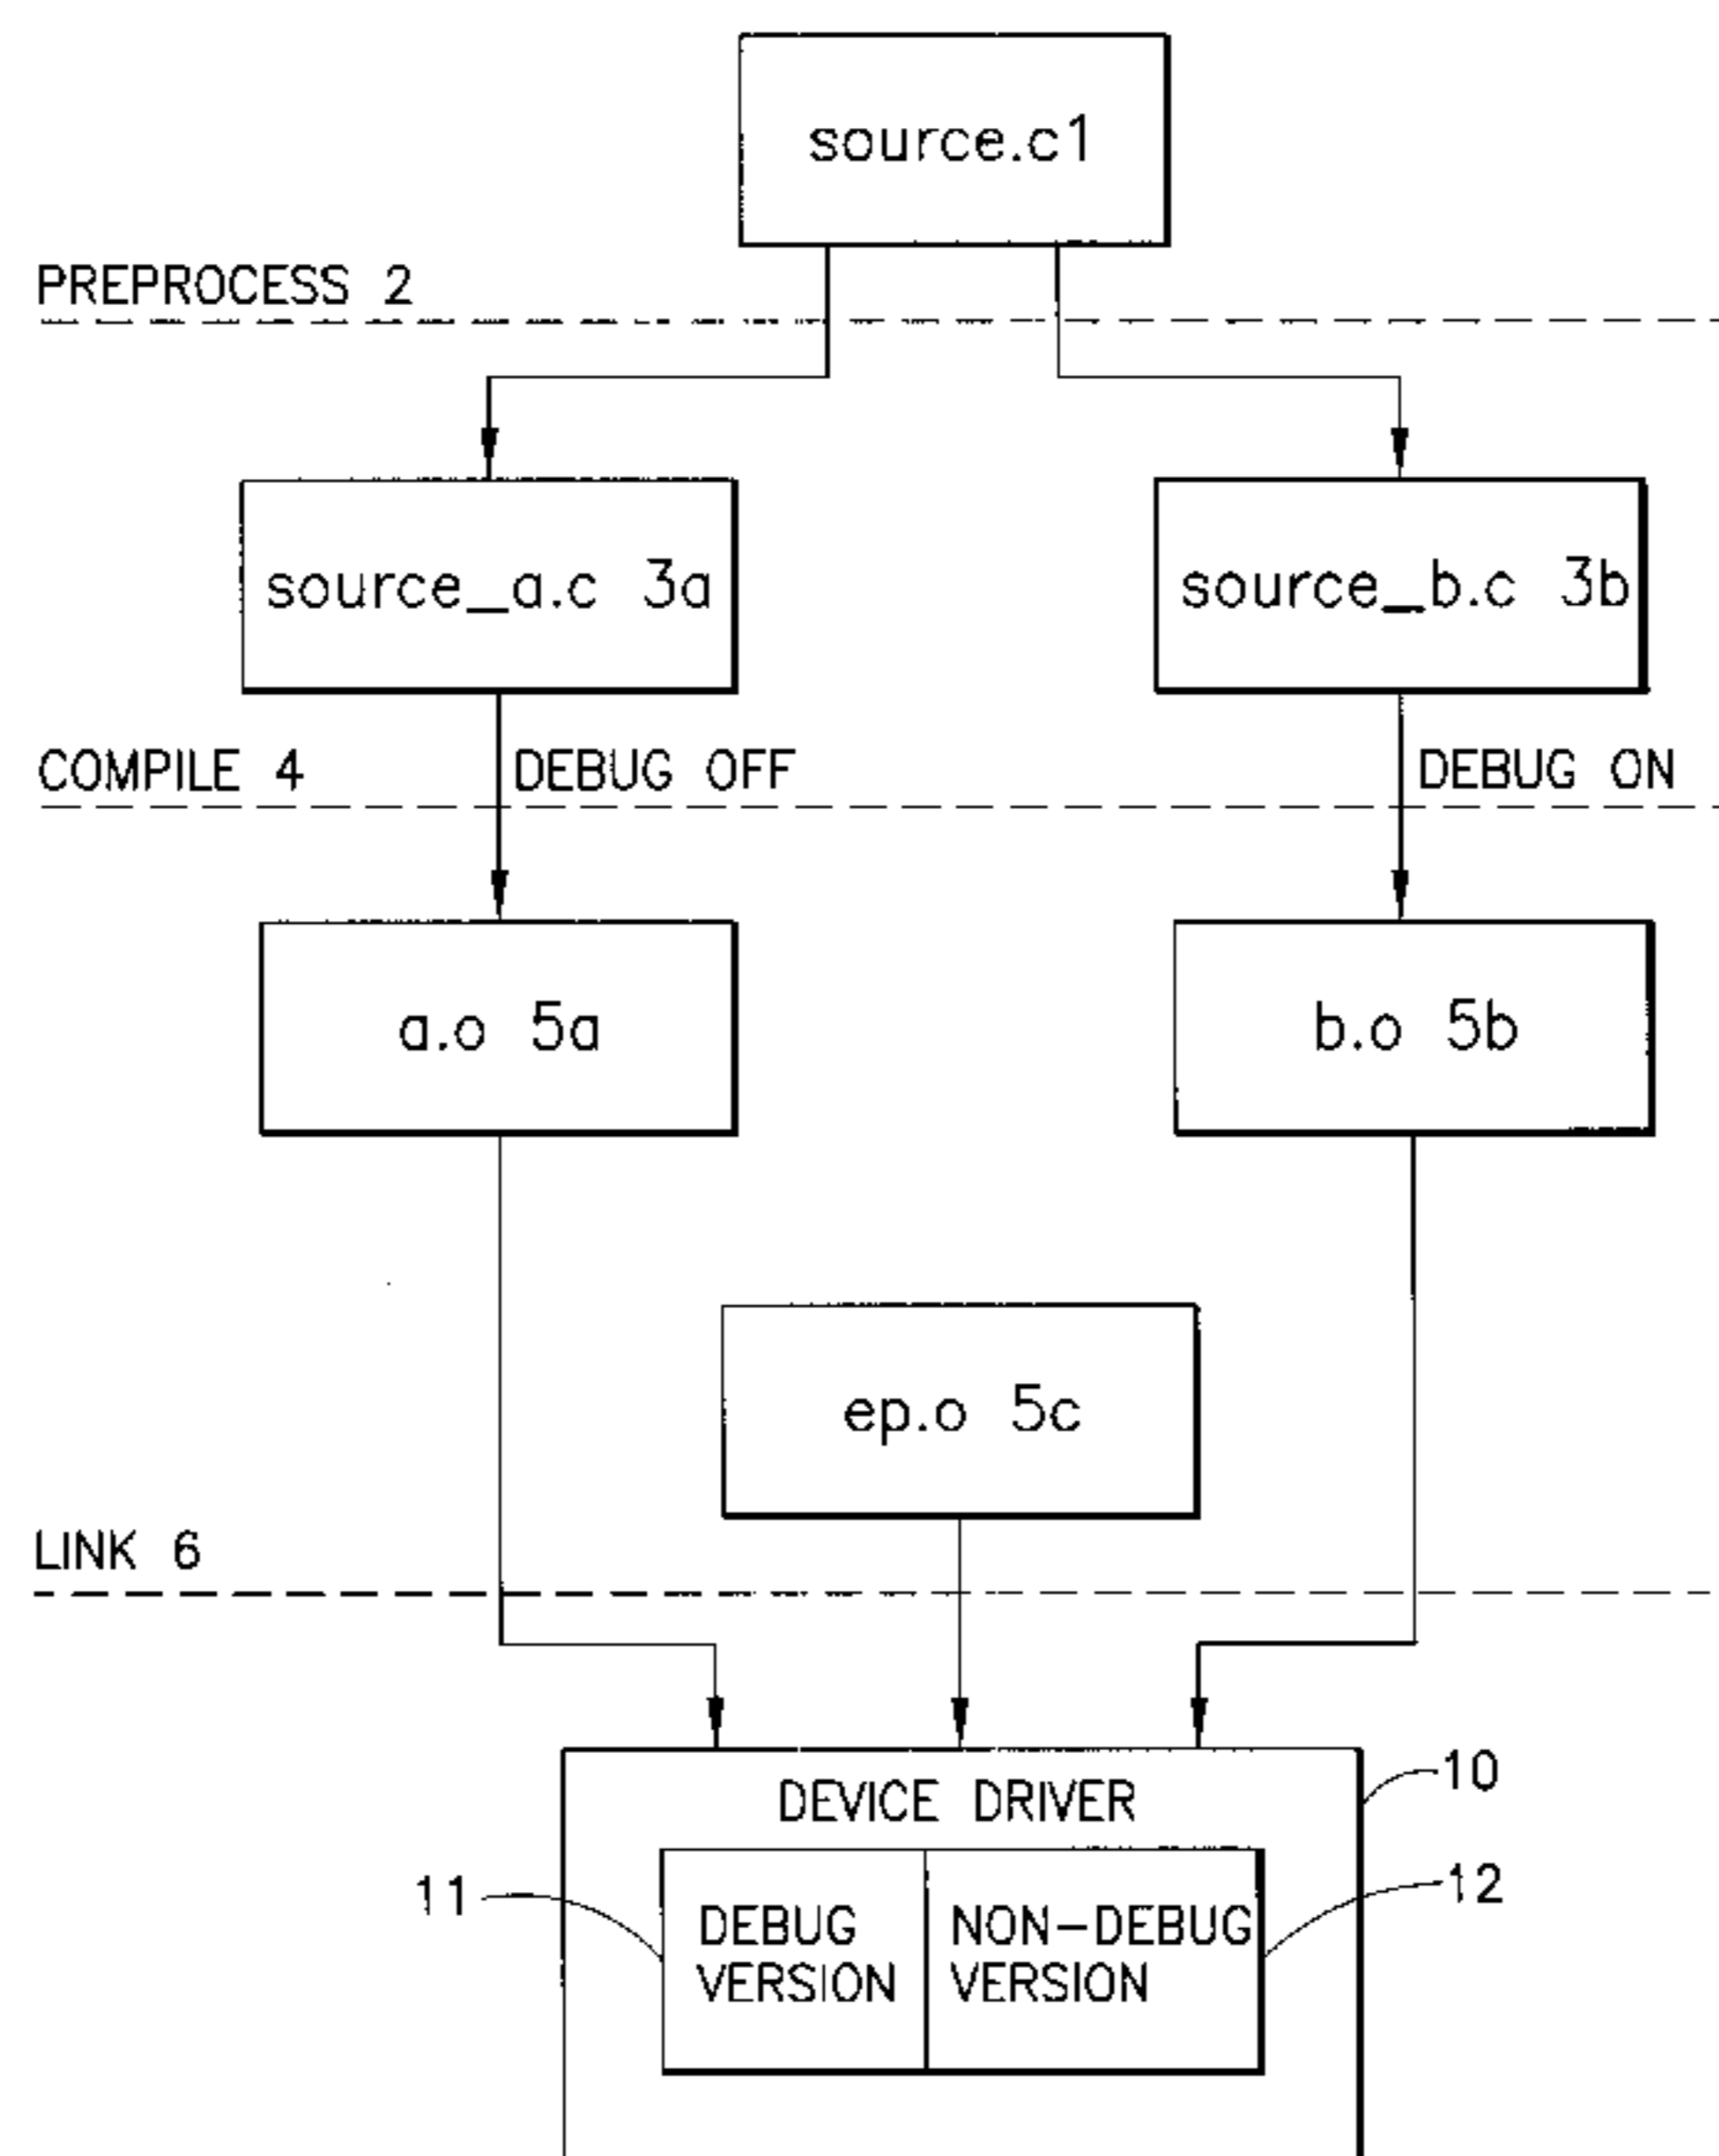 source.c1
PREPROCESS 2
source_a.c 3a
source_b.c 3b
COMPILE 4
DEBUG OFF
DEBUG ON
a.o 5a
b.o 5b
ep.o 5c
LINK 6
DEVICE DRIVER
10
11
12
DEBUG
VERSION
NON-DEBUG
VERSION